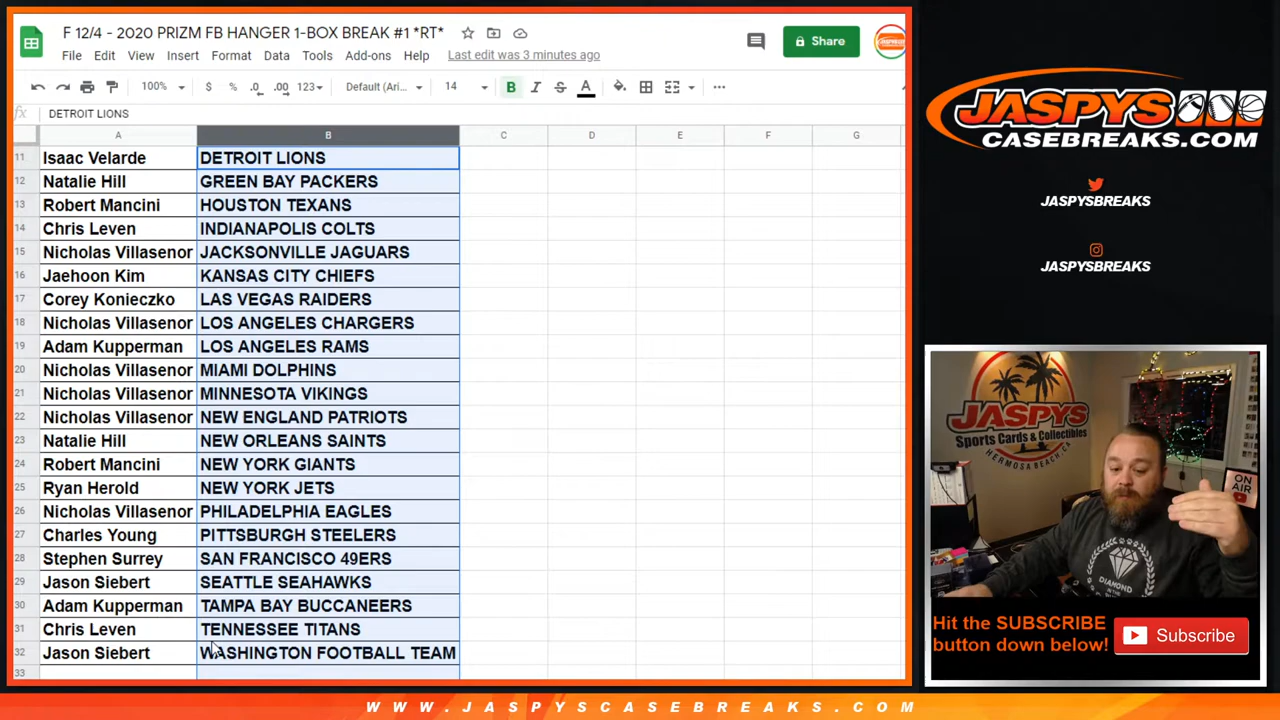 F 12/4 - 2020 PRIZM FB HANGER 1-BOX BREAK #1 *RT*
File Edit View Insert Format Data Tools Add-ons Help Last edit was 3 minutes ago
Share
100% $ % .0 .00 123 Default (Ari... 14 B I S A
fx DETROIT LIONS
A B C D E F G
11 Isaac Velarde DETROIT LIONS
12 Natalie Hill GREEN BAY PACKERS
13 Robert Mancini HOUSTON TEXANS
14 Chris Leven INDIANAPOLIS COLTS
15 Nicholas Villasenor JACKSONVILLE JAGUARS
16 Jaehoon Kim KANSAS CITY CHIEFS
17 Corey Konieczko LAS VEGAS RAIDERS
18 Nicholas Villasenor LOS ANGELES CHARGERS
19 Adam Kupperman LOS ANGELES RAMS
20 Nicholas Villasenor MIAMI DOLPHINS
21 Nicholas Villasenor MINNESOTA VIKINGS
22 Nicholas Villasenor NEW ENGLAND PATRIOTS
23 Natalie Hill NEW ORLEANS SAINTS
24 Robert Mancini NEW YORK GIANTS
25 Ryan Herold NEW YORK JETS
26 Nicholas Villasenor PHILADELPHIA EAGLES
27 Charles Young PITTSBURGH STEELERS
28 Stephen Surrey SAN FRANCISCO 49ERS
29 Jason Siebert SEATTLE SEAHAWKS
30 Adam Kupperman TAMPA BAY BUCCANEERS
31 Chris Leven TENNESSEE TITANS
32 Jason Siebert WASHINGTON FOOTBALL TEAM
33
JASPYS
CASEBREAKS.COM
JASPYSBREAKS
JASPYSBREAKS
JASPYS
Sports Cards & Collectibles
HERMOSA BEACH, CA
ON
AIR
DIAMOND
Hit the SUBSCRIBE
button down below!
Subscribe
WWW.JASPYSCASEBREAKS.COM